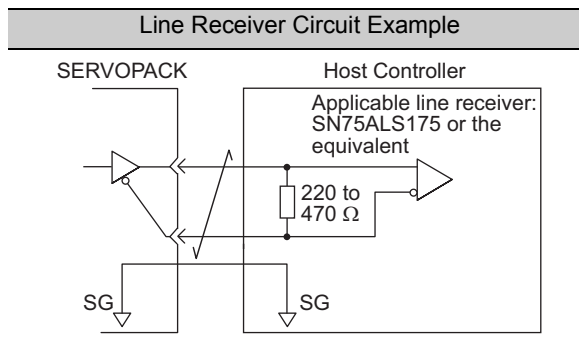 Line Receiver Circuit Example
SERVOPACK
Host Controller
Applicable line receiver:
SN75ALS175 or the
equivalent
220 to
470 Ω
SG
SG